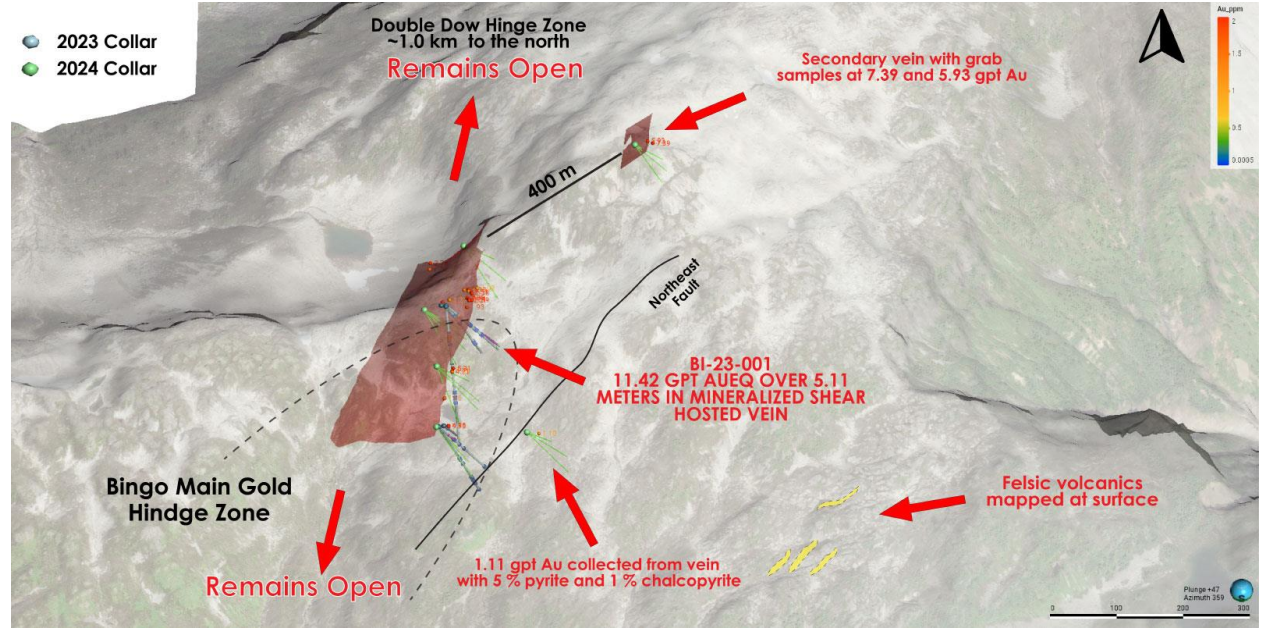 2023 Collar
2024 Collar
Double Dow Hinge Zone
~1.0 km to the north
Remains Open
Secondary vein with grab
samples at 7.39 and 5.93 gpt Au
Au_ppm
2
1.5
1
0.5
0.0005
400 m
Northeast
Fault
BI-23-001
11.42 GPT AUEQ OVER 5.11
METERS IN MINERALIZED SHEAR
HOSTED VEIN
Bingo Main Gold
Hindge Zone
Remains Open
1.11 gpt Au collected from vein
with 5 % pyrite and 1 % chalcopyrite
Felsic volcanics
mapped at surface
Plunge +47
Azimuth 359
0 100 200 300